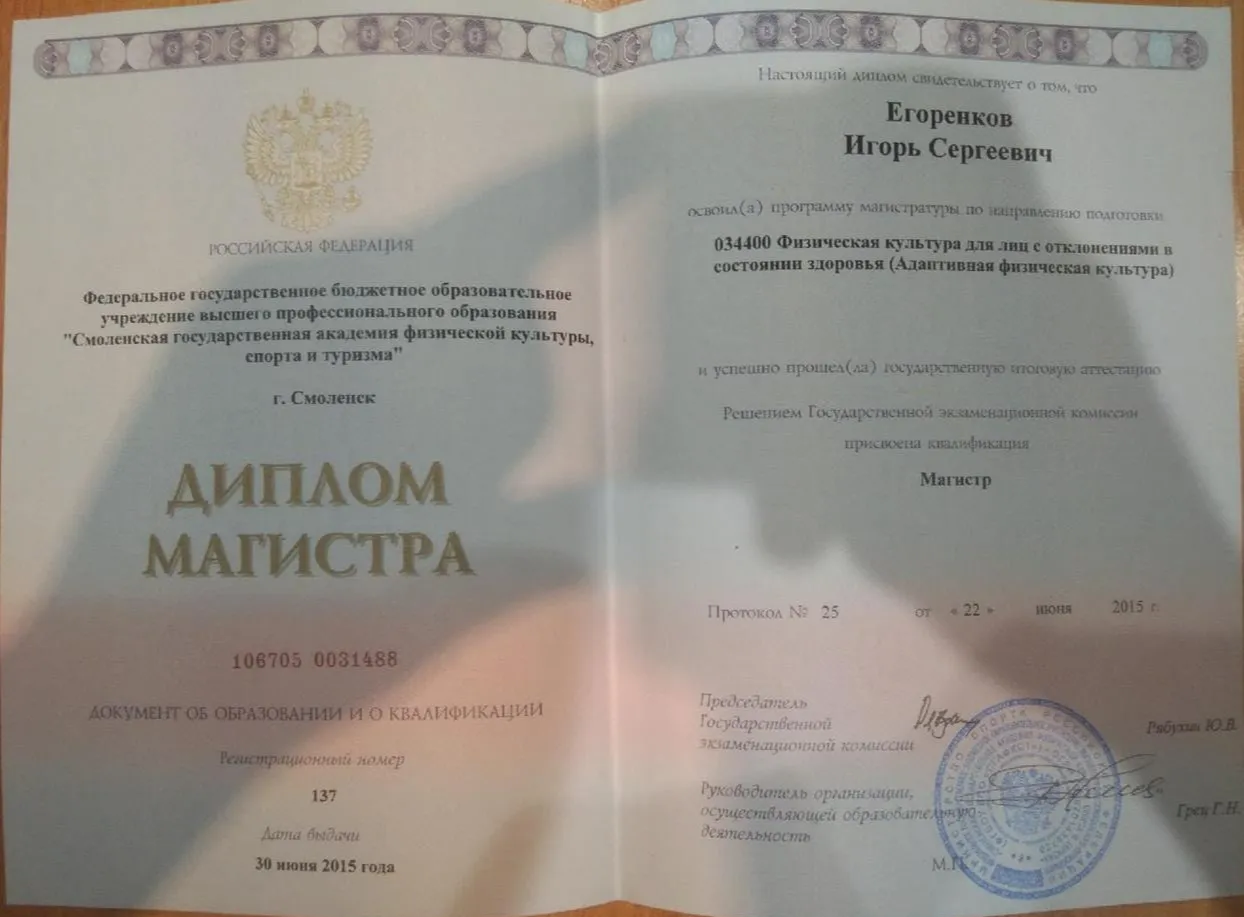 РОССИЙСКАЯ ФЕДЕРАЦИЯ
Федеральное государственное бюджетное образовательное
учреждение высшего профессионального образования
"Смоленская государственная академия физической культуры,
спорта и туризма"
г. Смоленск
ДИПЛОМ
МАГИСТРА
106705 0031488
ДОКУМЕНТ ОБ ОБРАЗОВАНИИ И О КВАЛИФИКАЦИИ
Регистрационный номер
137
Дата выдачи
30 июня 2015 года
Настоящий диплом свидетельствует о том, что
Егоренков
Игорь Сергеевич
освоил(а) программу магистратуры по направлению подготовки
034400 Физическая культура для лиц с отклонениями в
состоянии здоровья (Адаптивная физическая культура)
и успешно прошел(ла) государственную итоговую аттестацию
Решением Государственной экзаменационной комиссии
присвоена квалификация
Магистр
Протокол № 25 от « 22 » июня 2015 г.
Председатель
Государственной
экзаменационной комиссии
Рябухин Ю.В.
Руководитель организации,
осуществляющей образовательную
деятельность
Грец Г.Н.
М.П.